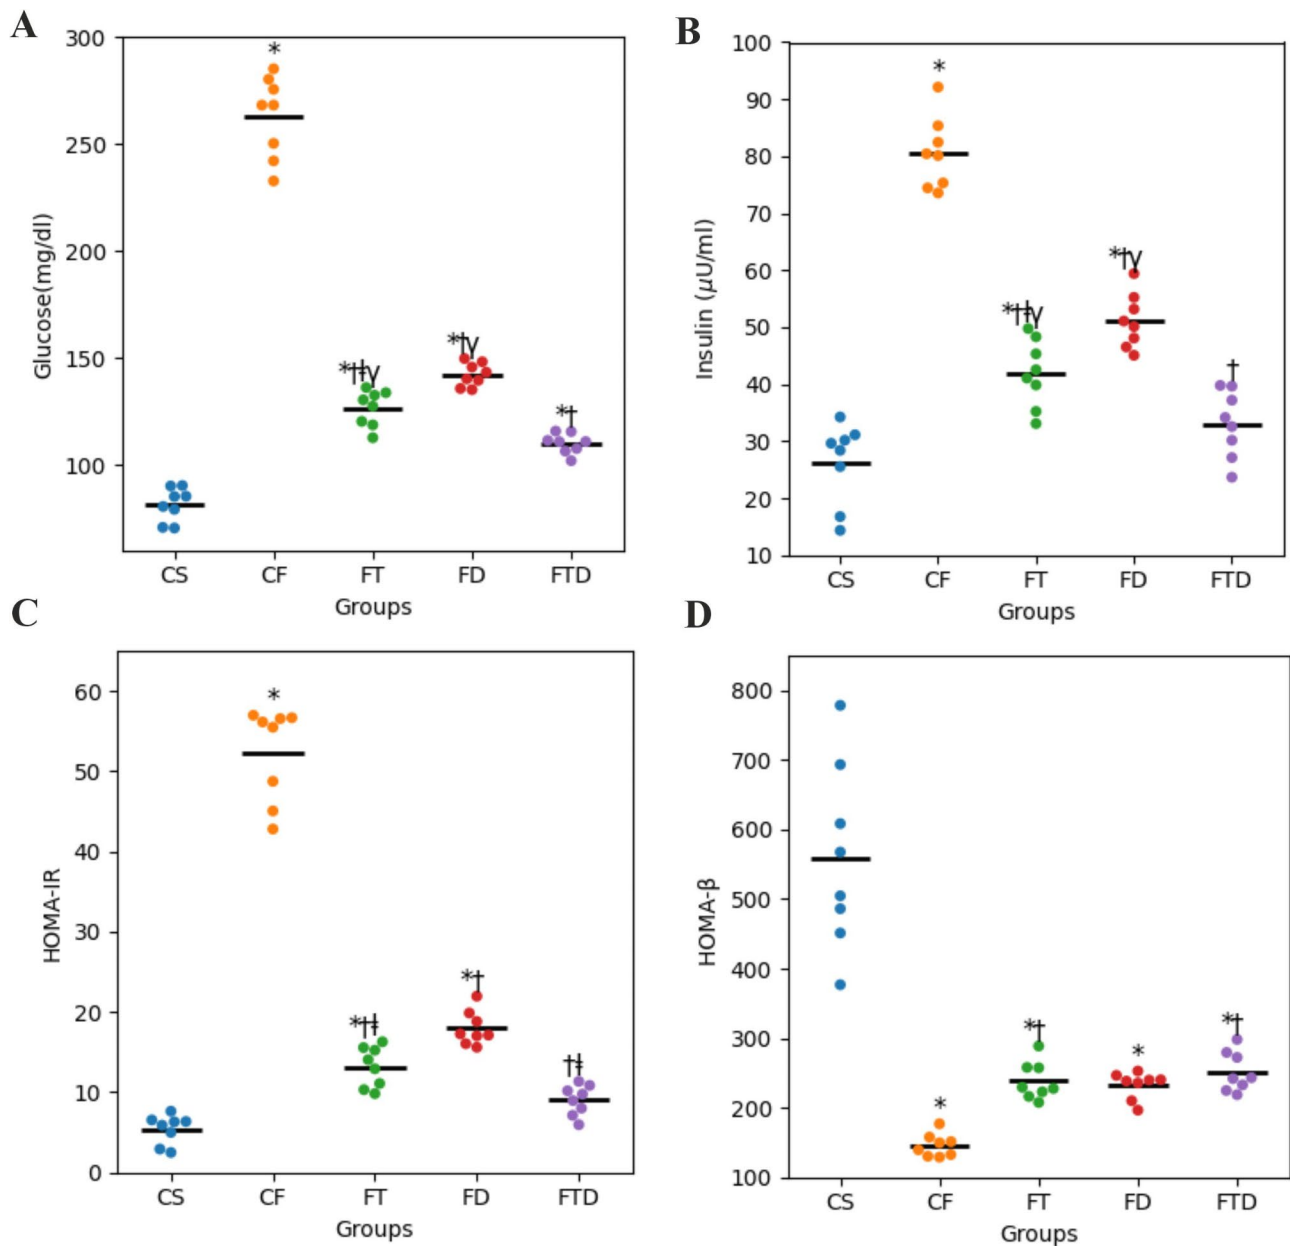 A
300
250
200
150
100
Glucose(mg/dl)
*
*†‡γ
*†γ
*†
CS CF FT FD FTD
Groups
B
100
90
80
70
60
50
40
30
20
10
Insulin (μU/ml)
*
*†‡γ
*†γ
†
CS CF FT FD FTD
Groups
C
60
50
40
30
20
10
0
HOMA-IR
*
*†‡
*†
†‡
CS CF FT FD FTD
Groups
D
800
700
600
500
400
300
200
100
HOMA-β
*
*†
*
*†
CS CF FT FD FTD
Groups